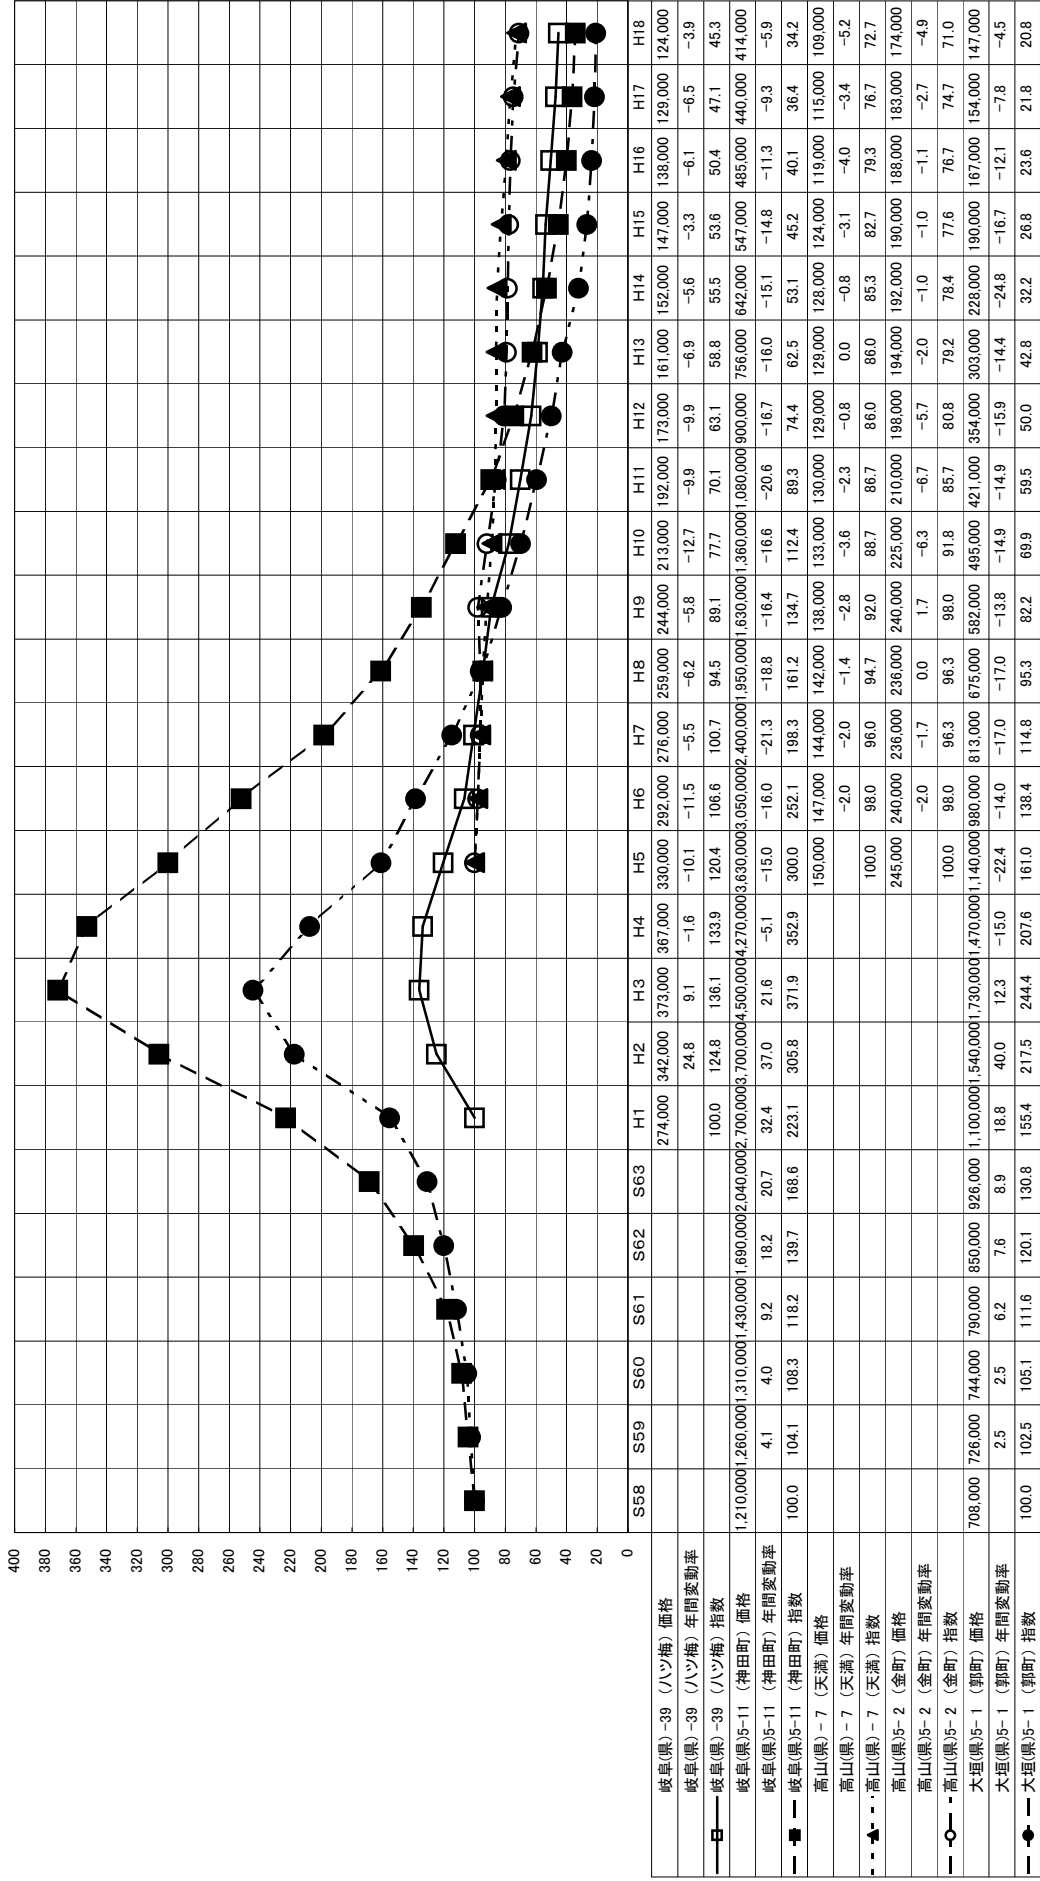 400
380
360
340
320
300
280
260
240
220
200
180
160
140
120
100
80
60
40
20
0
S58 S59 S60 S61 S62 S63 H1 H2 H3 H4 H5 H6 H7 H8 H9 H10 H11 H12 H13 H14 H15 H16 H17 H18
岐阜(県) -39 (八ツ梅) 価格 274,000 342,000 373,000 367,000 330,000 292,000 276,000 259,000 244,000 213,000 192,000 173,000 161,000 152,000 147,000 138,000 129,000 124,000
岐阜(県) -39 (八ツ梅) 年間変動率 24.8 9.1 -1.6 -10.1 -11.5 -5.5 -6.2 -5.8 -12.7 -9.9 -9.9 -6.9 -5.6 -3.3 -6.1 -6.5 -3.9
岐阜(県) -39 (八ツ梅) 指数 100.0 124.8 136.1 133.9 120.4 106.6 100.7 94.5 89.1 77.7 70.1 63.1 58.8 55.5 53.6 50.4 47.1 45.3
岐阜(県)5-11 (神田町) 価格 1,210,000 1,260,000 1,310,000 1,430,000 1,690,000 2,040,000 2,700,000 3,700,000 4,500,000 4,270,000 3,630,000 3,050,000 2,400,000 1,950,000 1,630,000 1,360,000 1,080,000 900,000 756,000 642,000 547,000 485,000 440,000 414,000
岐阜(県)5-11 (神田町) 年間変動率 4.1 4.0 9.2 18.2 20.7 32.4 37.0 21.6 -5.1 -15.0 -16.0 -21.3 -18.8 -16.4 -16.6 -20.6 -16.7 -16.0 -15.1 -14.8 -11.3 -9.3 -5.9
岐阜(県)5-11 (神田町) 指数 100.0 104.1 108.3 118.2 139.7 168.6 223.1 305.8 371.9 352.9 300.0 252.1 198.3 161.2 134.7 112.4 89.3 74.4 62.5 53.1 45.2 40.1 36.4 34.2
高山(県) - 7 (天満) 価格 150,000 147,000 144,000 142,000 138,000 133,000 130,000 129,000 129,000 128,000 124,000 119,000 115,000 109,000
高山(県) - 7 (天満) 年間変動率 -2.0 -2.0 -1.4 -2.8 -3.6 -2.3 -0.8 0.0 -0.8 -3.1 -4.0 -3.4 -5.2
高山(県) - 7 (天満) 指数 100.0 98.0 96.0 94.7 92.0 88.7 86.7 86.0 86.0 85.3 82.7 79.3 76.7 72.7
高山(県)5- 2 (金町) 価格 245,000 240,000 236,000 236,000 240,000 225,000 210,000 198,000 194,000 192,000 190,000 188,000 183,000 174,000
高山(県)5- 2 (金町) 年間変動率 -2.0 -1.7 0.0 1.7 -6.3 -6.7 -5.7 -2.0 -1.0 -1.0 -1.1 -2.7 -4.9
高山(県)5- 2 (金町) 指数 100.0 98.0 96.3 96.3 98.0 91.8 85.7 80.8 79.2 78.4 77.6 76.7 74.7 71.0
大垣(県)5- 1 (郭町) 価格 708,000 726,000 744,000 790,000 850,000 926,000 1,100,000 1,540,000 1,730,000 1,470,000 1,140,000 980,000 813,000 675,000 582,000 495,000 421,000 354,000 303,000 228,000 190,000 167,000 154,000 147,000
大垣(県)5- 1 (郭町) 年間変動率 2.5 2.5 6.2 7.6 8.9 18.8 40.0 12.3 -15.0 -22.4 -14.0 -17.0 -17.0 -13.8 -14.9 -14.9 -15.9 -14.4 -24.8 -16.7 -12.1 -7.8 -4.5
大垣(県)5- 1 (郭町) 指数 100.0 102.5 105.1 111.6 120.1 130.8 155.4 217.5 244.4 207.6 161.0 138.4 114.8 95.3 82.2 69.9 59.5 50.0 42.8 32.2 26.8 23.6 21.8 20.8